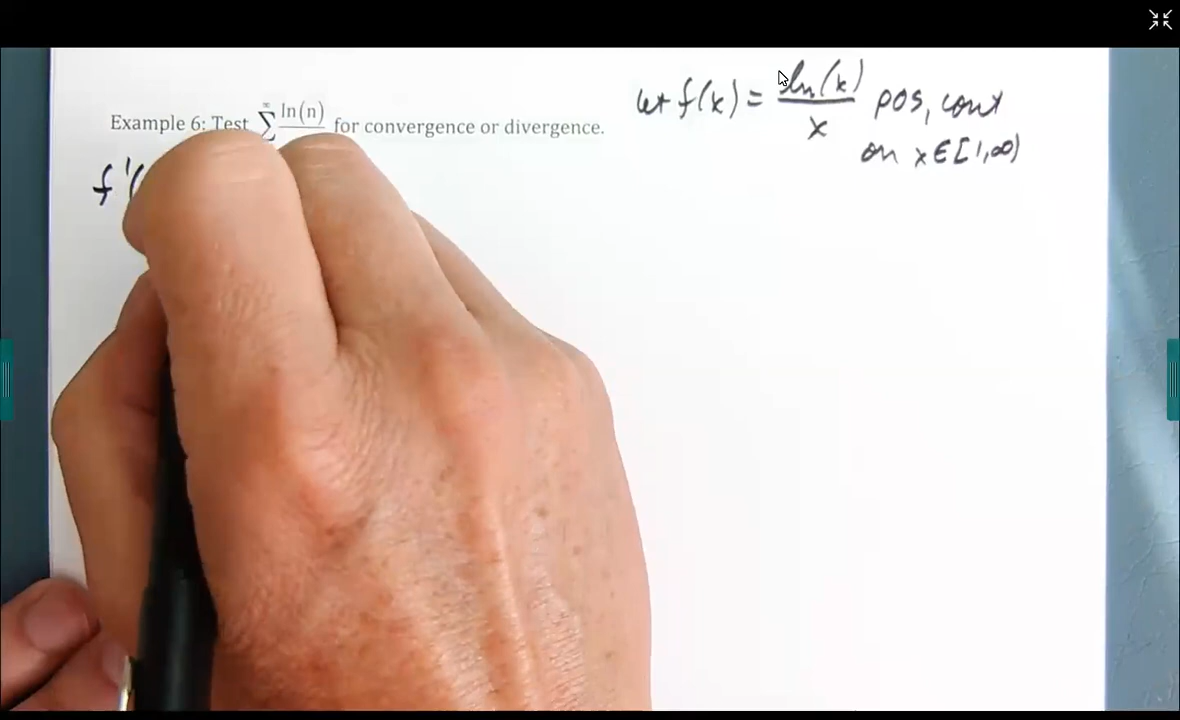 Example 6: Test ∞ Σ ln(n) for convergence or divergence.
let f(x) = ln(x) / x pos, cont
on x ∈ [1,∞)
f'(